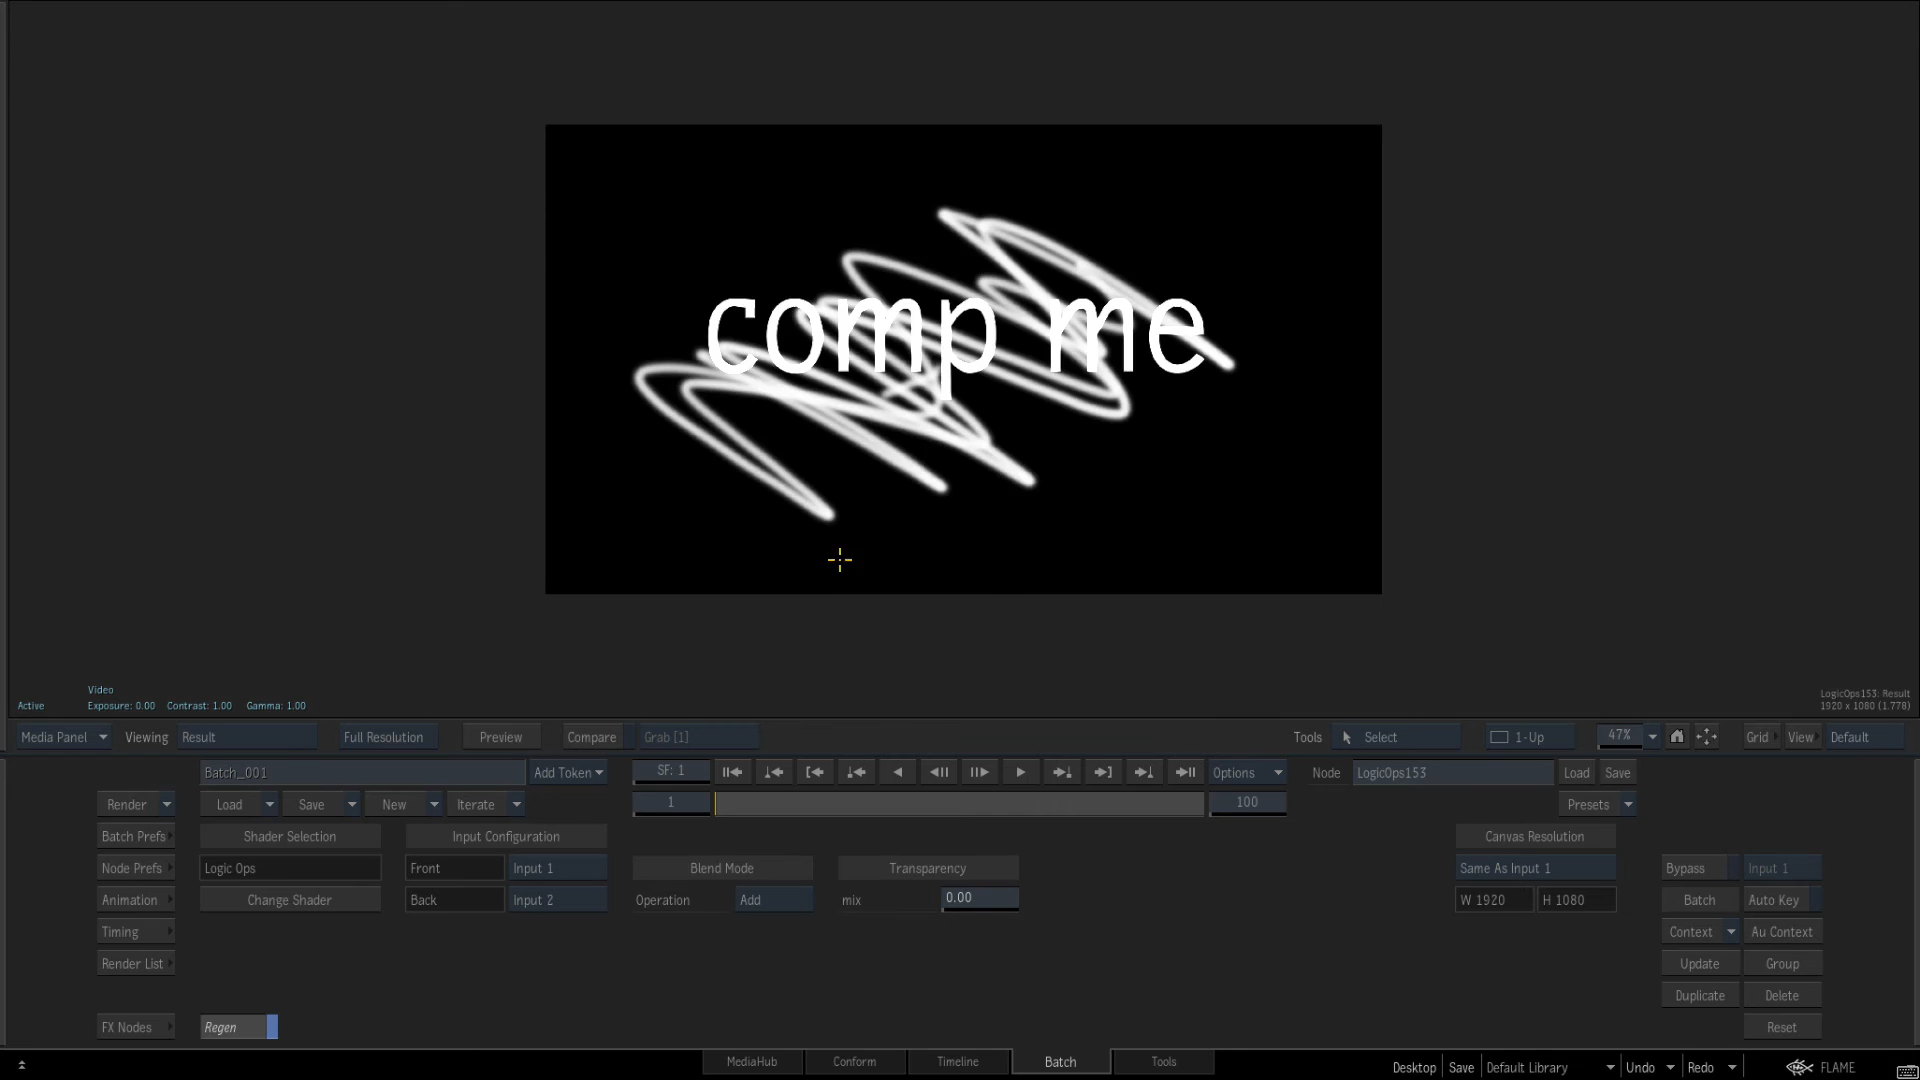 comp me
Video
Active Exposure: 0.00 Contrast: 1.00 Gamma: 1.00
LogicOps153: Result
1920 x 1080 (1.778)
Media Panel Viewing Result Full Resolution Preview Compare Grab [1] Tools Select 1-Up 47% Grid View Default
Batch_001 Add Token SF: 1 Options Node LogicOps153 Load Save
Render Load Save New Iterate 1 100 Presets
Batch Prefs Shader Selection Input Configuration Canvas Resolution
Node Prefs Logic Ops Front Input 1 Blend Mode Transparency Same As Input 1 Bypass Input 1
Animation Change Shader Back Input 2 Operation Add mix 0.00 W 1920 H 1080 Batch Auto Key
Timing Context Au Context
Render List Update Group
Duplicate Delete
FX Nodes Regen Reset
MediaHub Conform Timeline Batch Tools Desktop Save Default Library Undo Redo FLAME